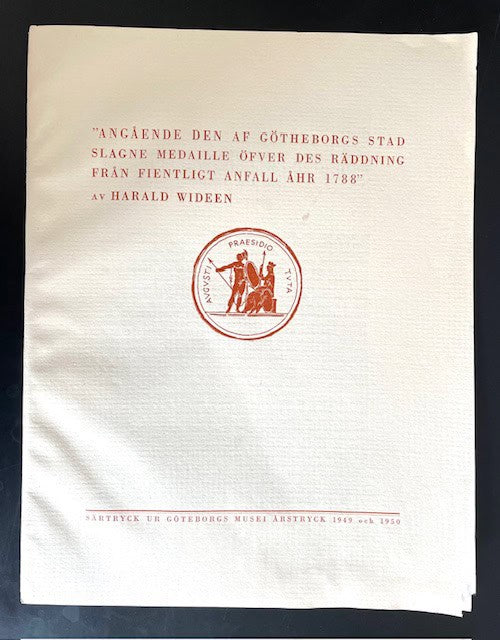 "ANGÅENDE DEN AF GÖTHEBORGS STAD
SLAGNE MEDAILLE ÖFVER DES RÄDDNING
FRÅN FIENTLIGT ANFALL ÅHR 1788"
AV HARALD WIDEEN
AVGVSTI PRAESIDIO TVTA
SÄRTRYCK UR GÖTEBORGS MUSEI ÅRSTRYCK 1949 och 1950